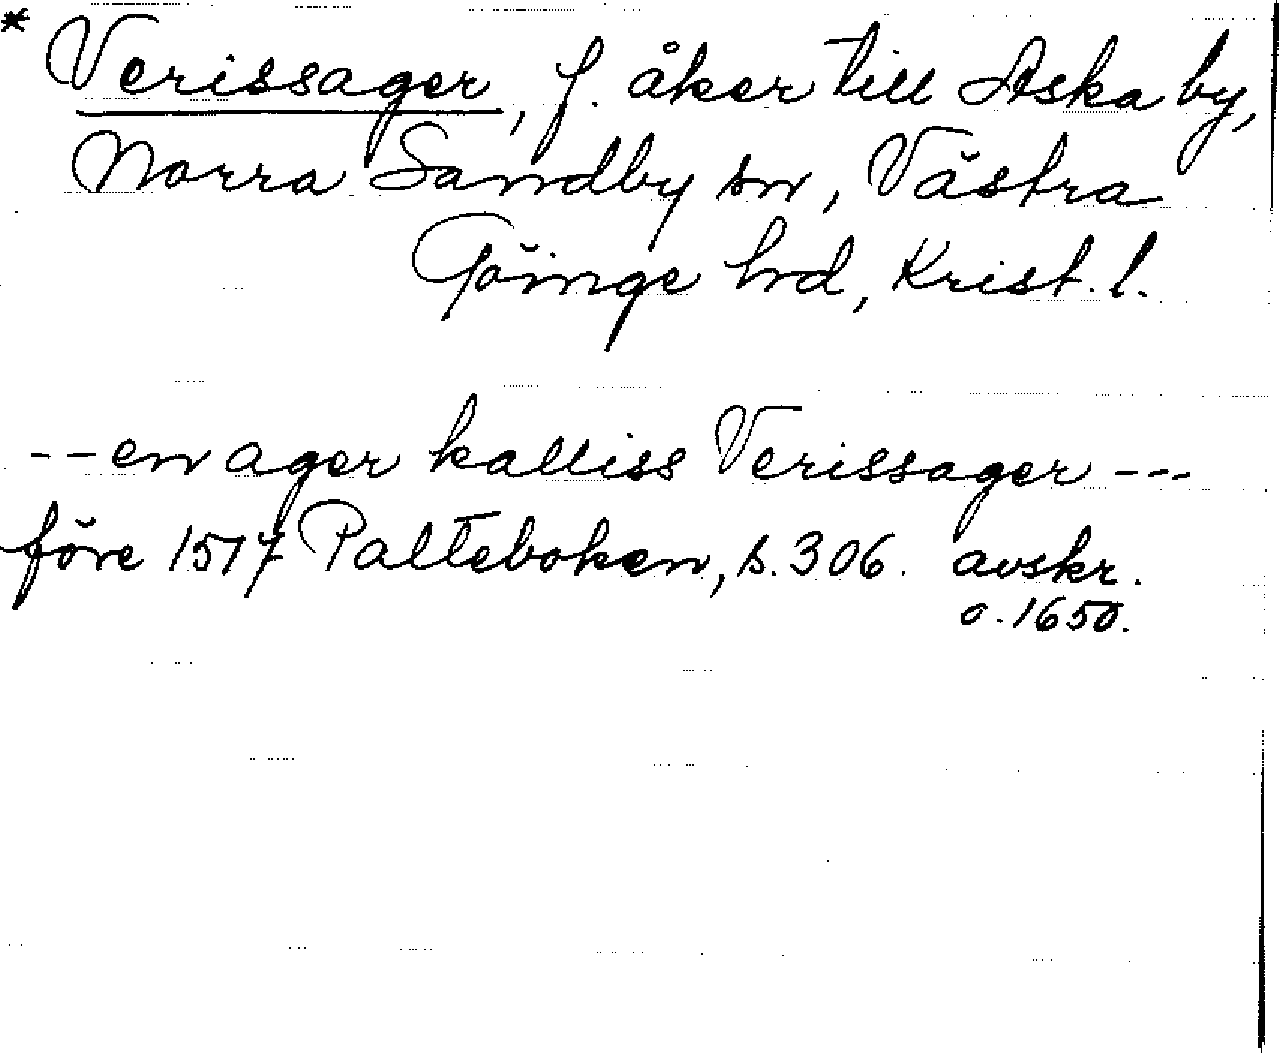 * Verissager, f. åker till Aska by,
Norra Sandby sn, Västra
Göinge hd, Krist. l.
-- en ager kalliss Verissager ---
före 1517 Palteboken, s. 306. avskr.
o. 1650.